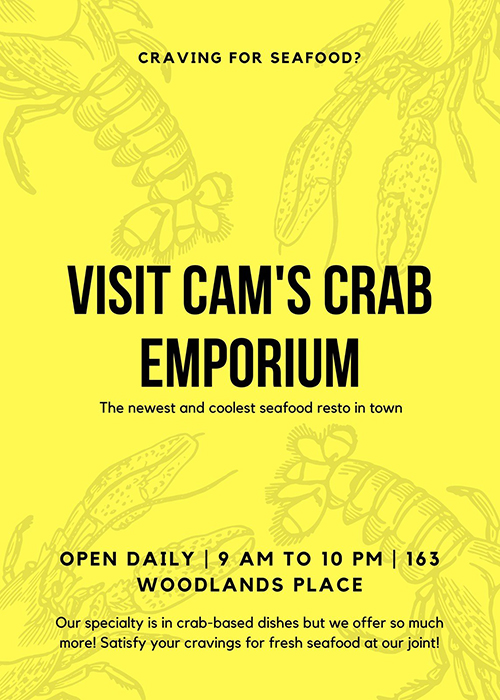 CRAVING FOR SEAFOOD?
VISIT CAM'S CRAB
EMPORIUM
The newest and coolest seafood resto in town
OPEN DAILY | 9 AM TO 10 PM | 163
WOODLANDS PLACE
Our specialty is in crab-based dishes but we offer so much
more! Satisfy your cravings for fresh seafood at our joint!